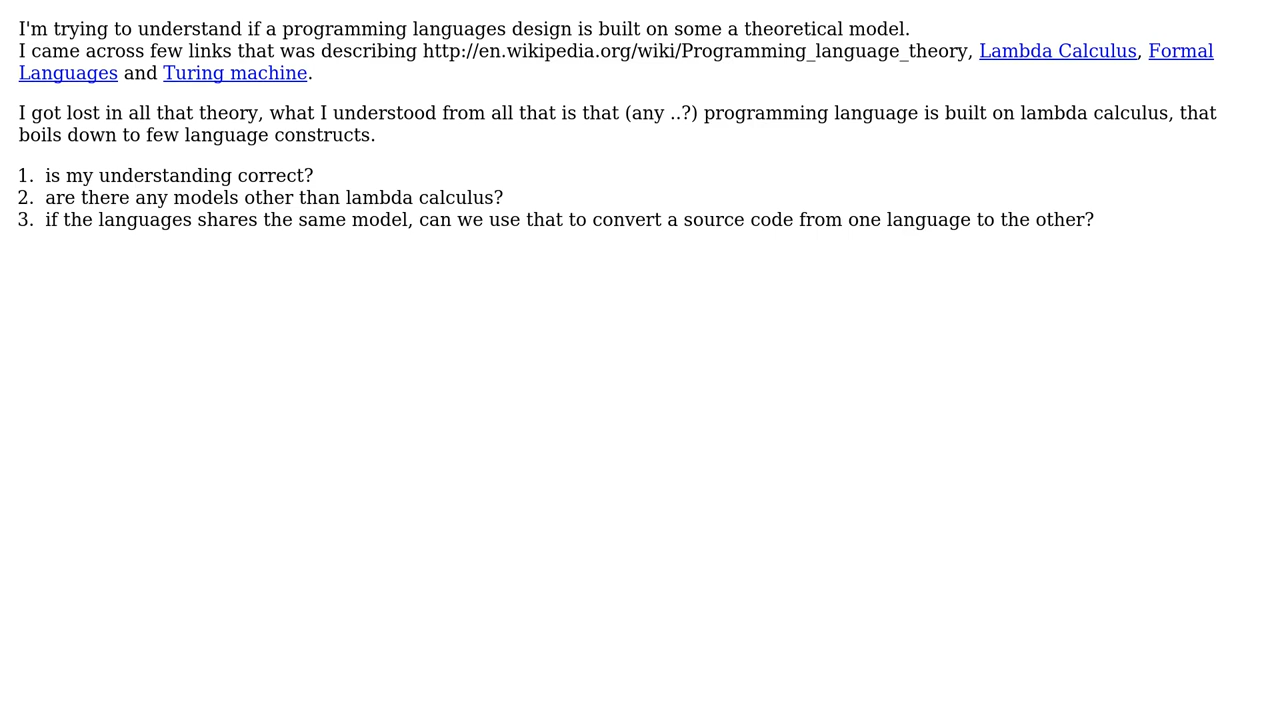 I'm trying to understand if a programming languages design is built on some a theoretical model.
I came across few links that was describing http://en.wikipedia.org/wiki/Programming_language_theory, Lambda Calculus, Formal
Languages and Turing machine.
I got lost in all that theory, what I understood from all that is that (any ..?) programming language is built on lambda calculus, that
boils down to few language constructs.
1. is my understanding correct?
2. are there any models other than lambda calculus?
3. if the languages shares the same model, can we use that to convert a source code from one language to the other?